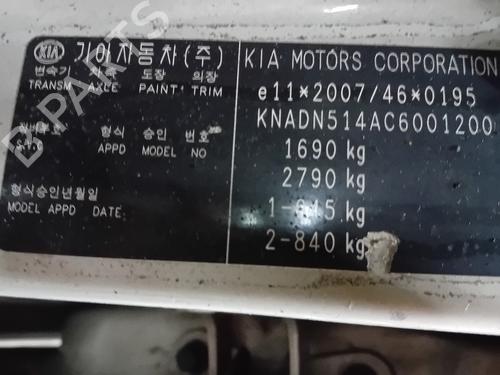 KIA 기아자동차(주)
변속기 차축 도장 의장
TRANSM AXLE PAINT TRIM
형식 승인 번호
APPD MODEL NO
형식승인년월일
MODEL APPD DATE:
KIA MOTORS CORPORATION
e11*2007/46*0195
KNADN514AC6001200
1690 kg
2790 kg
2-840 kg
B-PARTS